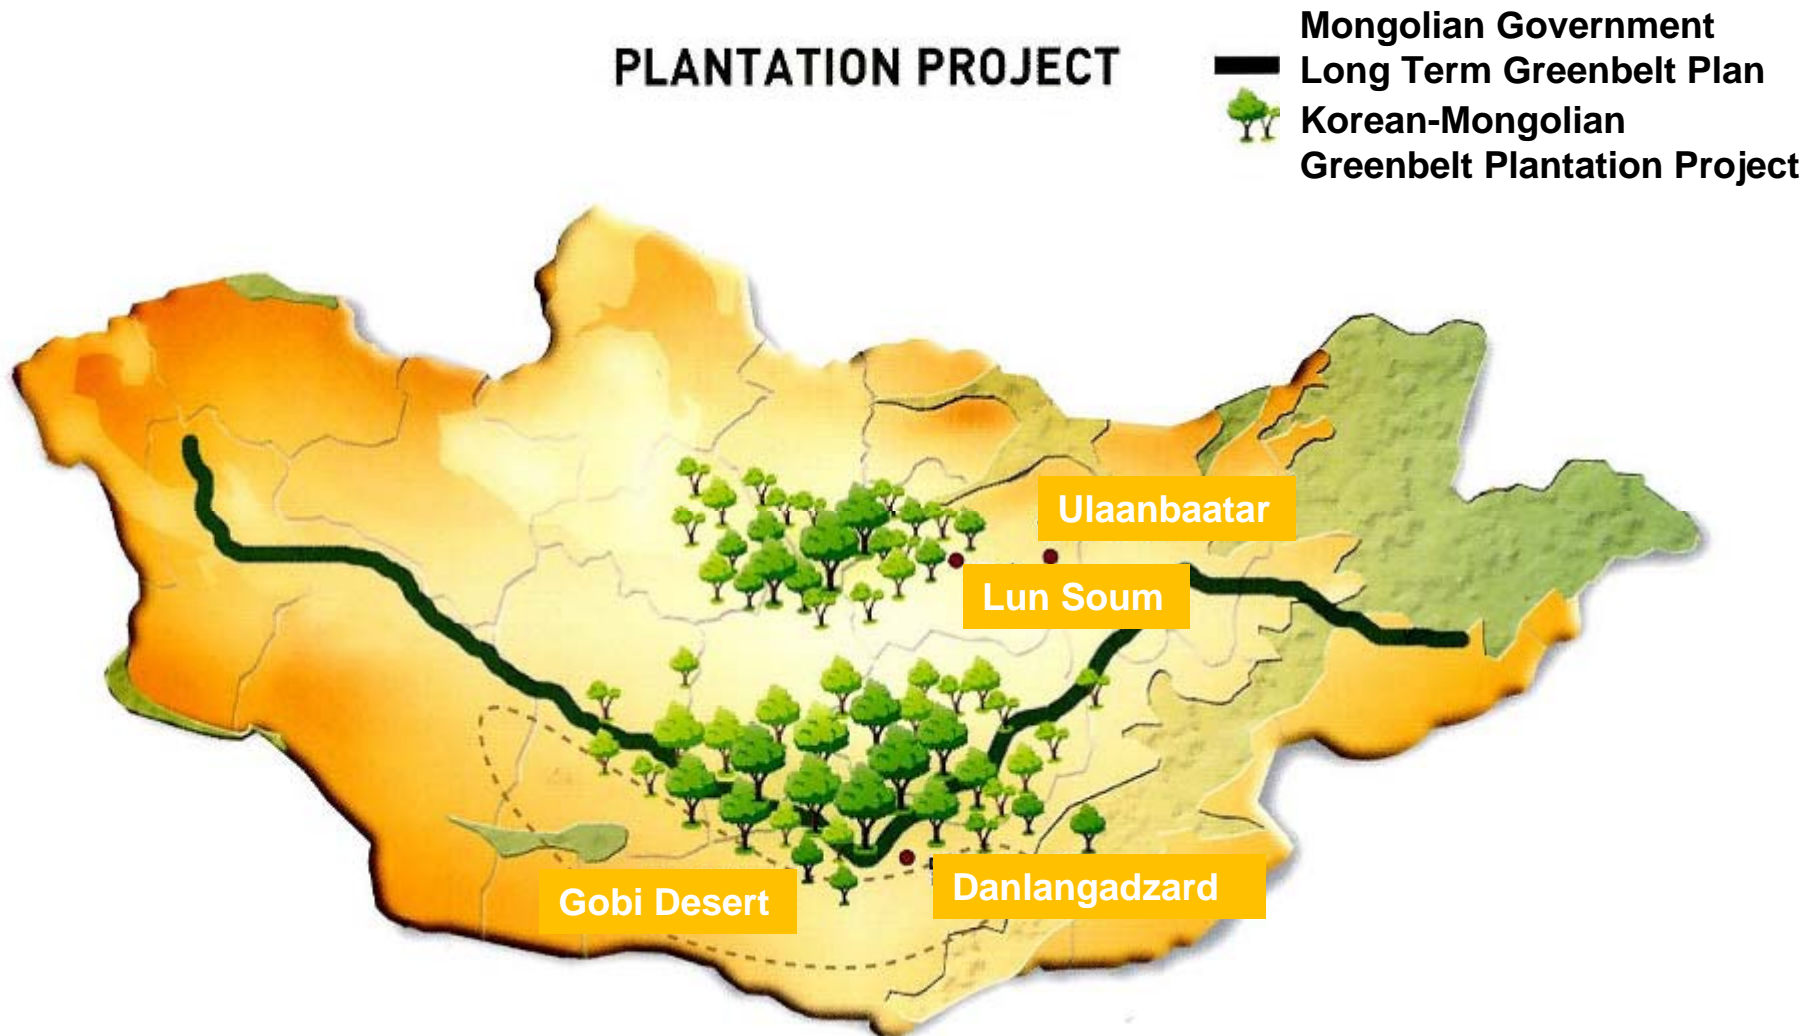 PLANTATION PROJECT
Mongolian Government
Long Term Greenbelt Plan
Korean-Mongolian
Greenbelt Plantation Project
Ulaanbaatar
Lun Soum
Gobi Desert
Danlangadzard